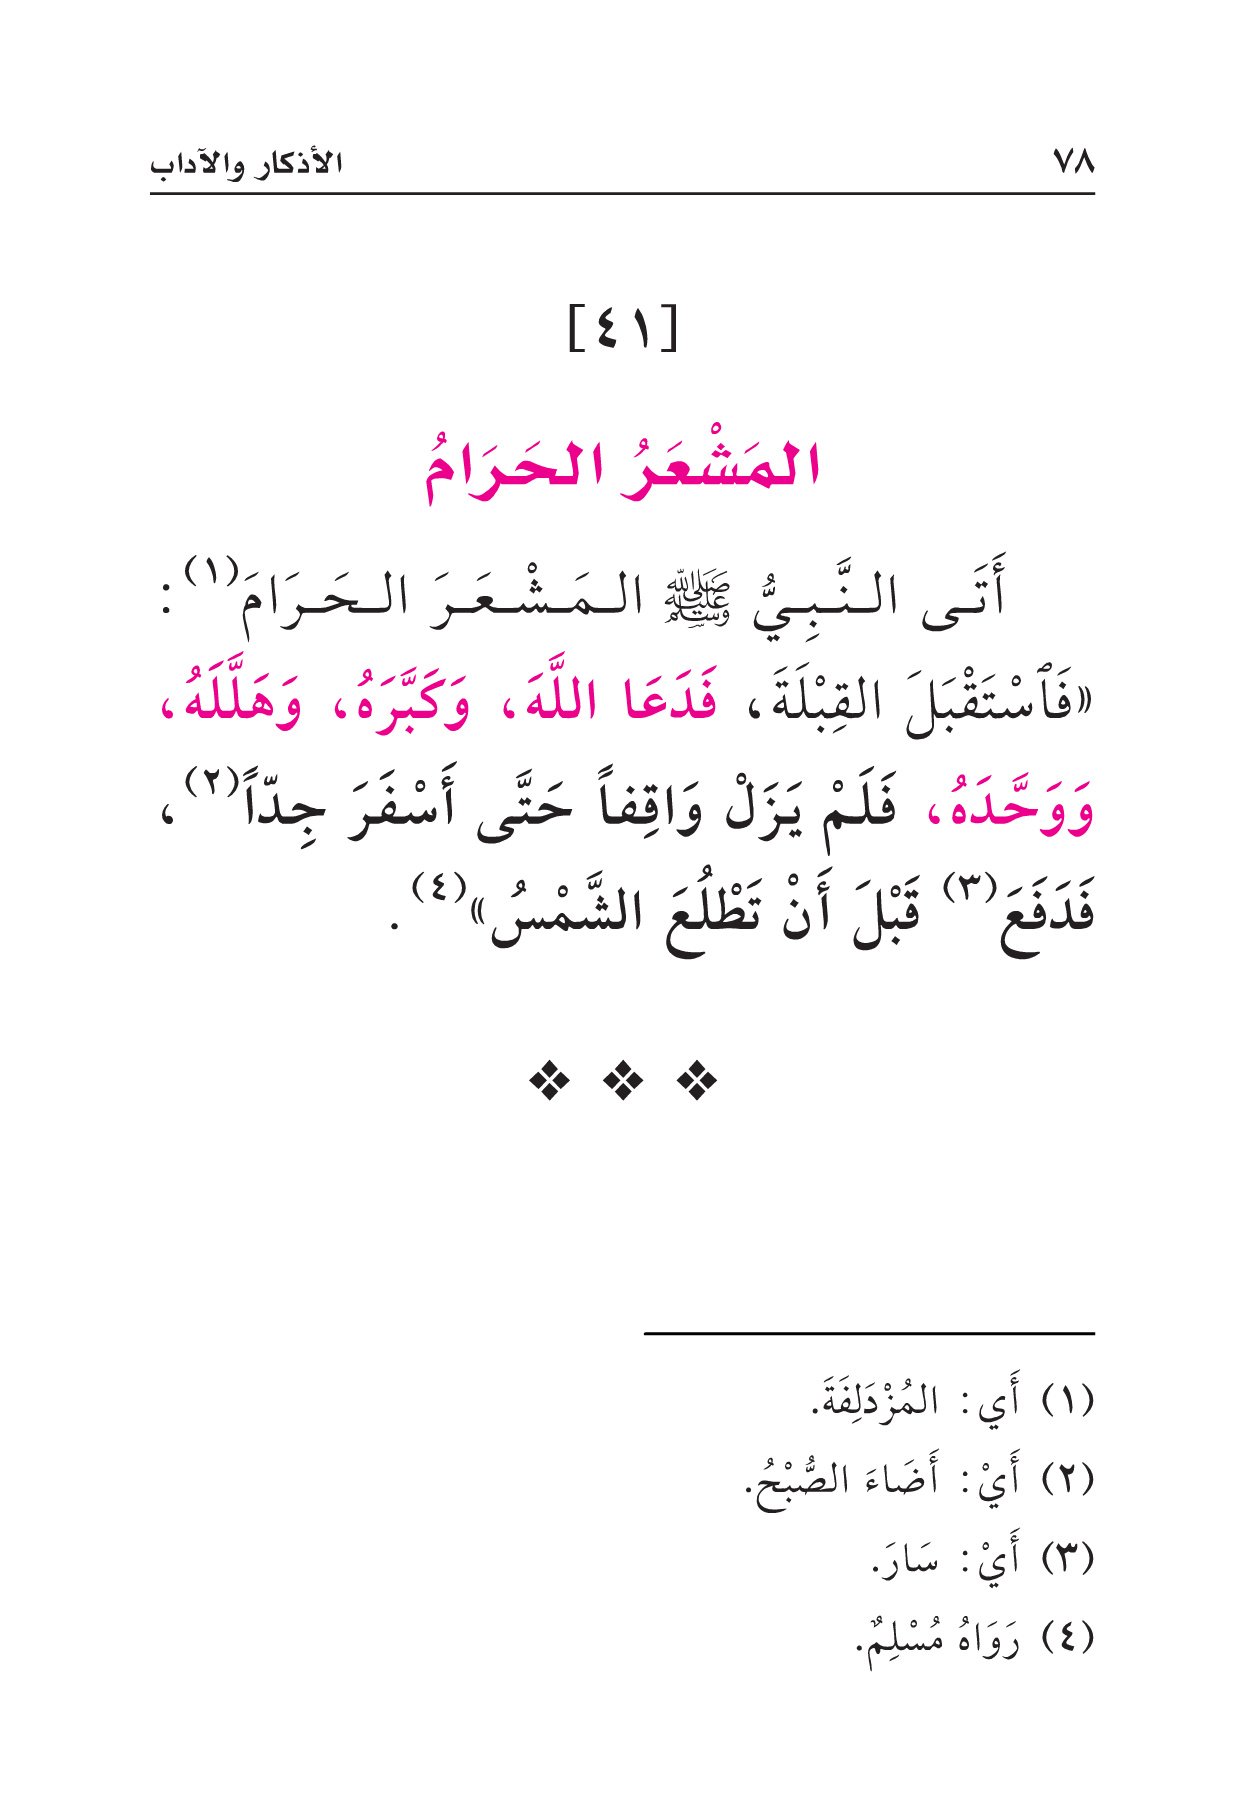 ٧٨ الأذكار والآداب
[٤١]
المَشْعَرُ الحَرَامُ
أَتَى النَّبِيُّ ﷺ المَشْعَرَ الحَرَامَ(١):
«فَٱسْتَقْبَلَ القِبْلَةَ، فَدَعَا اللَّهَ، وَكَبَّرَهُ، وَهَلَّلَهُ،
وَوَحَّدَهُ، فَلَمْ يَزَلْ وَاقِفاً حَتَّى أَسْفَرَ جِدّاً(٢)،
فَدَفَعَ(٣) قَبْلَ أَنْ تَطْلُعَ الشَّمْسُ»(٤).
(١) أَي: المُزْدَلِفَةَ.
(٢) أَيْ: أَضَاءَ الصُّبْحُ.
(٣) أَيْ: سَارَ.
(٤) رَوَاهُ مُسْلِمٌ.